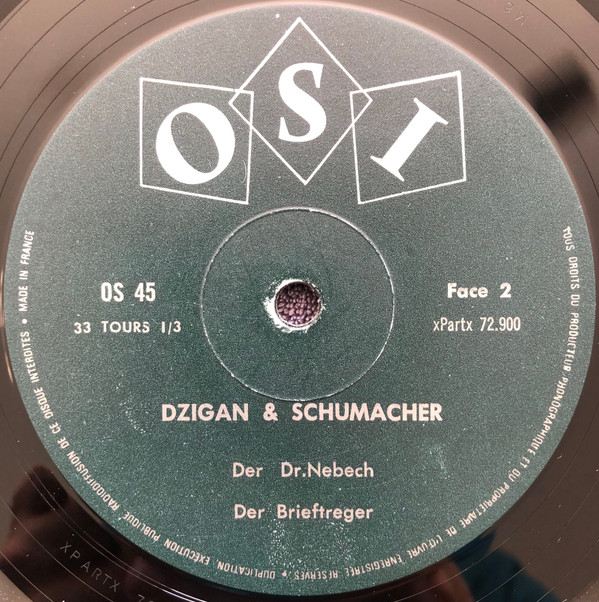 OSI
OS 45
33 TOURS 1/3
Face 2
xPartx 72.900
DZIGAN & SCHUMACHER
Der Dr.Nebech
Der Brieftreger
TOUS DROITS DU PRODUCTEUR PHONOGRAPHIQUE ET DU PROPRIETAIRE DE L'ŒUVRE ENREGISTREE RESERVES. DUPLICATION EXECUTION PUBLIQUE RADIODIFFUSION DE CE DISQUE INTERDITES • MADE IN FRANCE
XPARTX